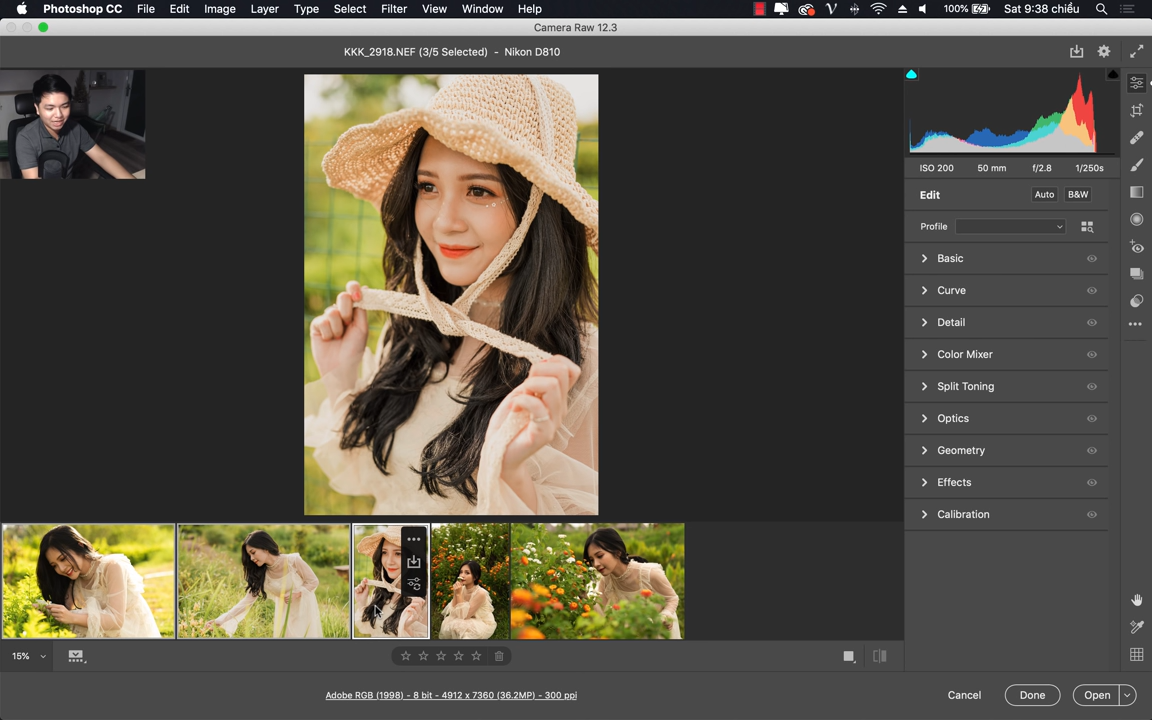 Photoshop CC File Edit Image Layer Type Select Filter View Window Help 100% Sat 9:38 chiều
Camera Raw 12.3
KKK_2918.NEF (3/5 Selected) - Nikon D810
ISO 200 50 mm f/2.8 1/250s
Edit Auto B&W
Profile
Basic
Curve
Detail
Color Mixer
Split Toning
Optics
Geometry
Effects
Calibration
15%
Adobe RGB (1998) - 8 bit - 4912 x 7360 (36.2MP) - 300 ppi
Cancel Done Open